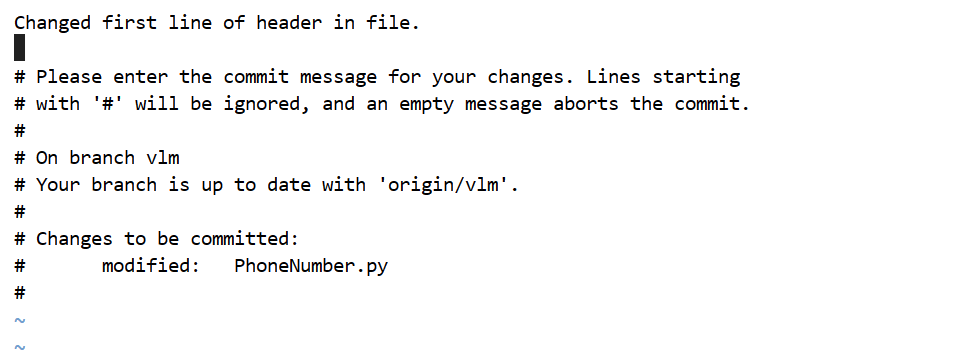 Changed first line of header in file.
# Please enter the commit message for your changes. Lines starting
# with '#' will be ignored, and an empty message aborts the commit.
#
# On branch vlm
# Your branch is up to date with 'origin/vlm'.
#
# Changes to be committed:
#       modified:   PhoneNumber.py
#
~
~